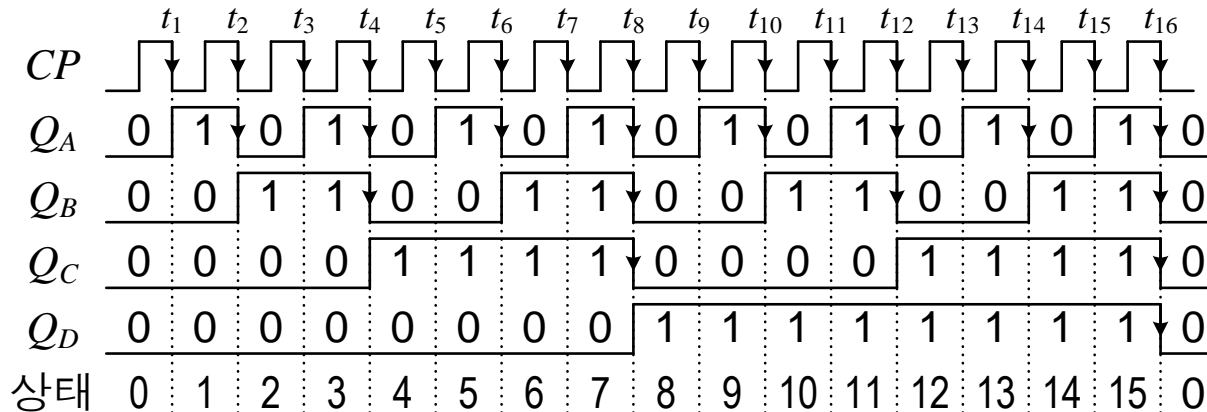 t1 t2 t3 t4 t5 t6 t7 t8 t9 t10 t11 t12 t13 t14 t15 t16
CP
QA 0 1 0 1 0 1 0 1 0 1 0 1 0 1 0 1 0
QB 0 0 1 1 0 0 1 1 0 0 1 1 0 0 1 1 0
QC 0 0 0 0 1 1 1 1 0 0 0 0 1 1 1 1 0
QD 0 0 0 0 0 0 0 0 1 1 1 1 1 1 1 1 0
상태 0 1 2 3 4 5 6 7 8 9 10 11 12 13 14 15 0